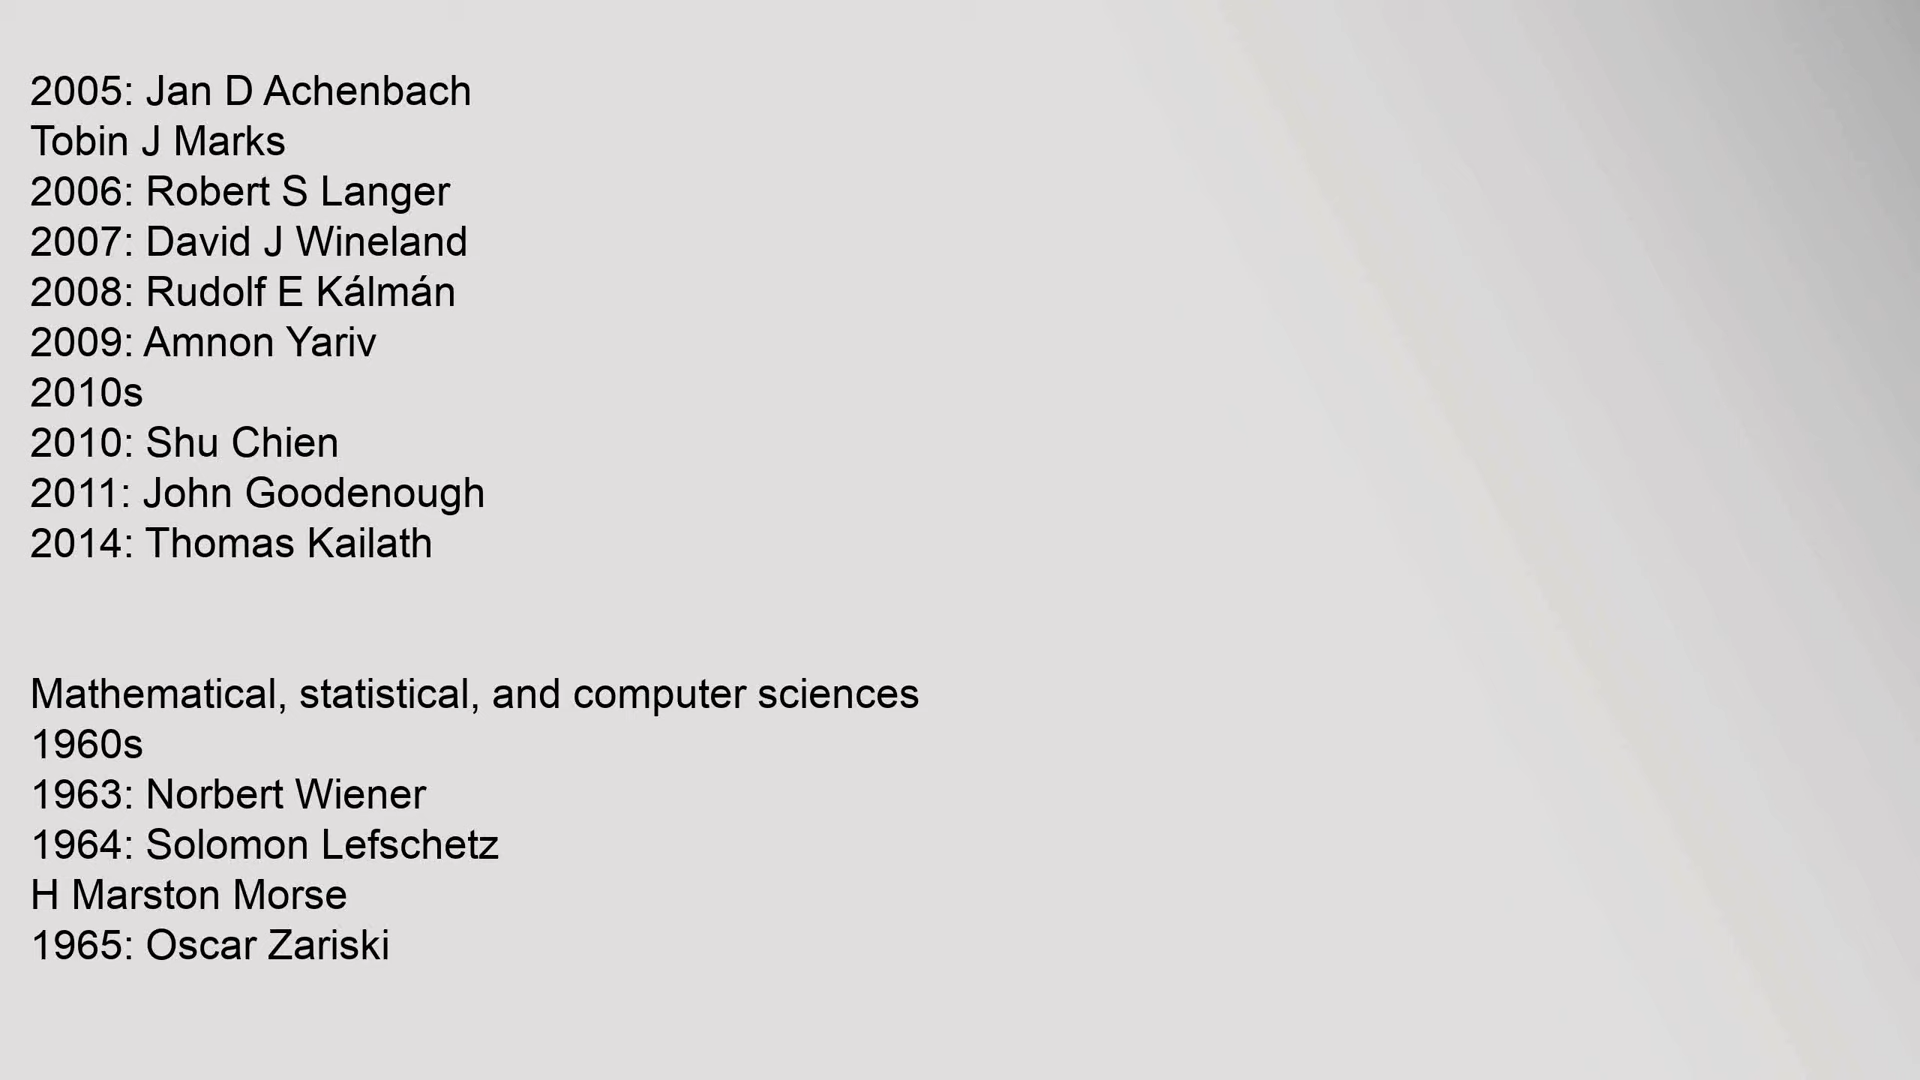 2005: Jan D Achenbach
Tobin J Marks
2006: Robert S Langer
2007: David J Wineland
2008: Rudolf E Kálmán
2009: Amnon Yariv
2010s
2010: Shu Chien
2011: John Goodenough
2014: Thomas Kailath
Mathematical, statistical, and computer sciences
1960s
1963: Norbert Wiener
1964: Solomon Lefschetz
H Marston Morse
1965: Oscar Zariski